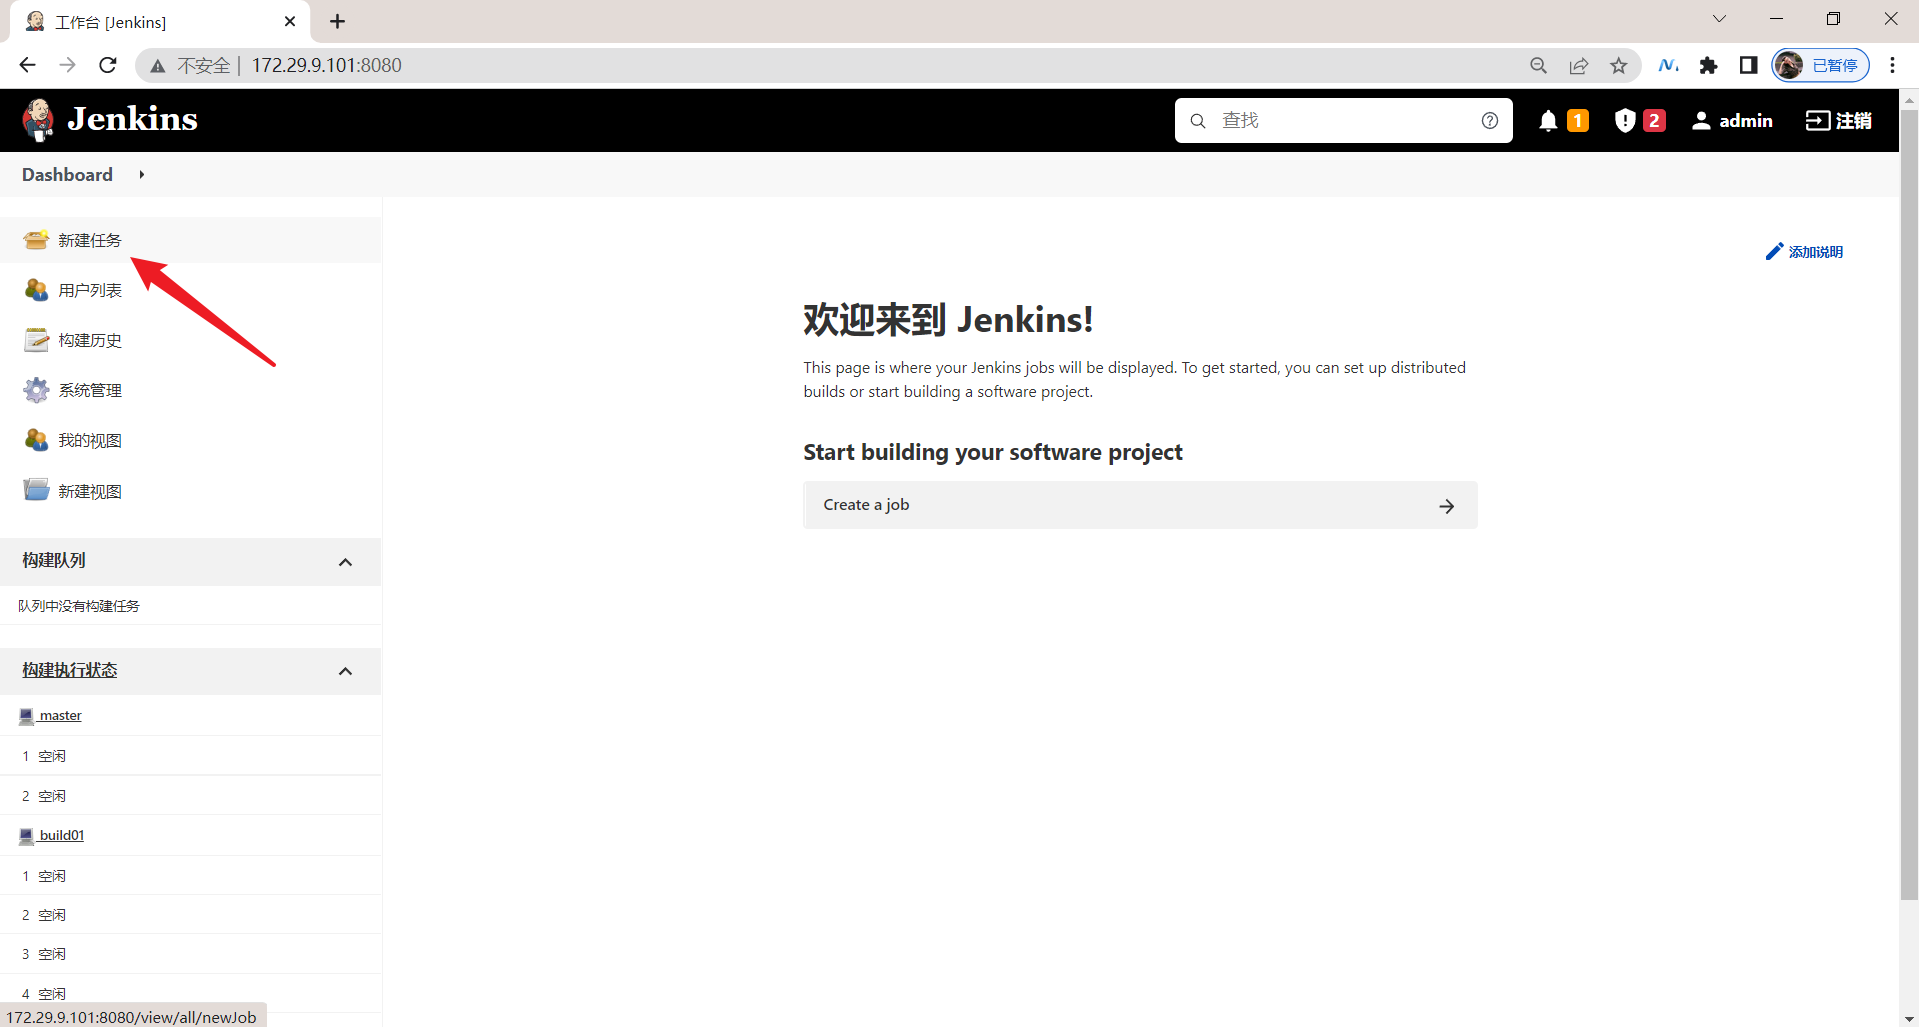 工作台 [Jenkins]
不安全 | 172.29.9.101:8080
已暂停
Jenkins
查找
1
2
admin
注销
Dashboard
新建任务
用户列表
构建历史
系统管理
我的视图
新建视图
构建队列
队列中没有构建任务
构建执行状态
master
1 空闲
2 空闲
build01
1 空闲
2 空闲
3 空闲
4 空闲
172.29.9.101:8080/view/all/newJob
添加说明
欢迎来到 Jenkins!
This page is where your Jenkins jobs will be displayed. To get started, you can set up distributed
builds or start building a software project.
Start building your software project
Create a job